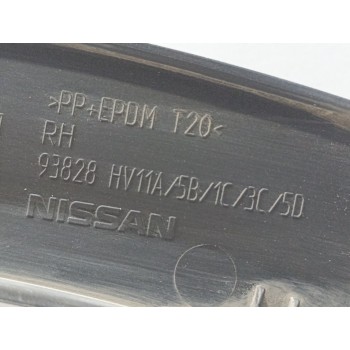 >PP+EPDM T20<
RH
93828 HV11A/5B/1C/3C/5D
NISSAN